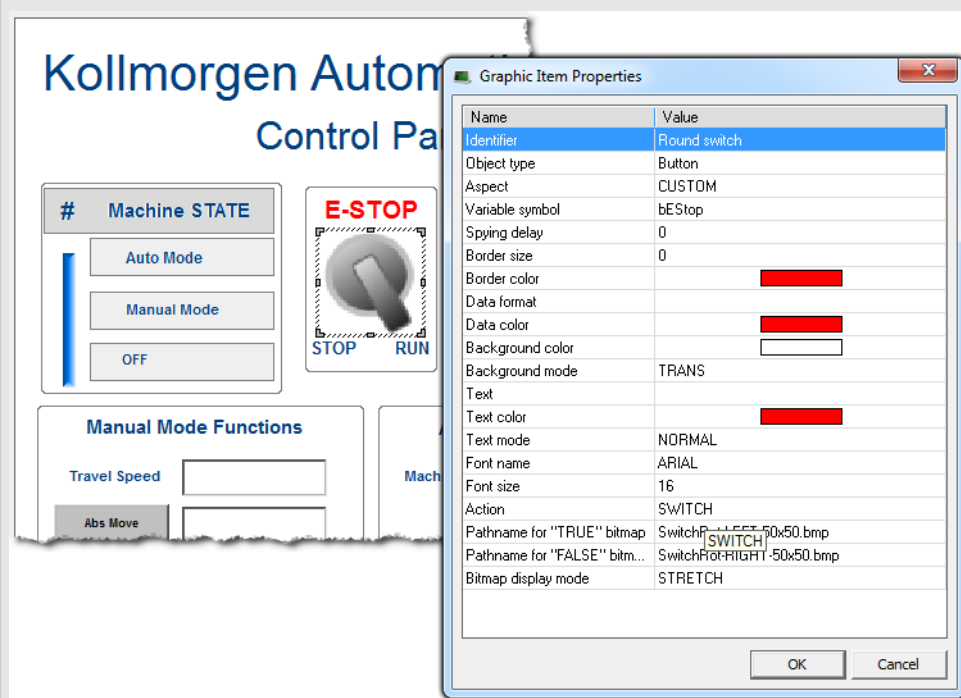 Kollmorgen Automati
Control Pa
# Machine STATE
Auto Mode
Manual Mode
OFF
E-STOP
STOP RUN
Manual Mode Functions
Travel Speed
Abs Move
Mach
Graphic Item Properties
Name Value
Identifier Round switch
Object type Button
Aspect CUSTOM
Variable symbol bEStop
Spying delay 0
Border size 0
Border color
Data format
Data color
Background color
Background mode TRANS
Text
Text color
Text mode NORMAL
Font name ARIAL
Font size 16
Action SWITCH
Pathname for "TRUE" bitmap SwitchRot-LEFT-50x50.bmp
SWITCH
Pathname for "FALSE" bitm... SwitchRot-RIGHT-50x50.bmp
Bitmap display mode STRETCH
OK Cancel